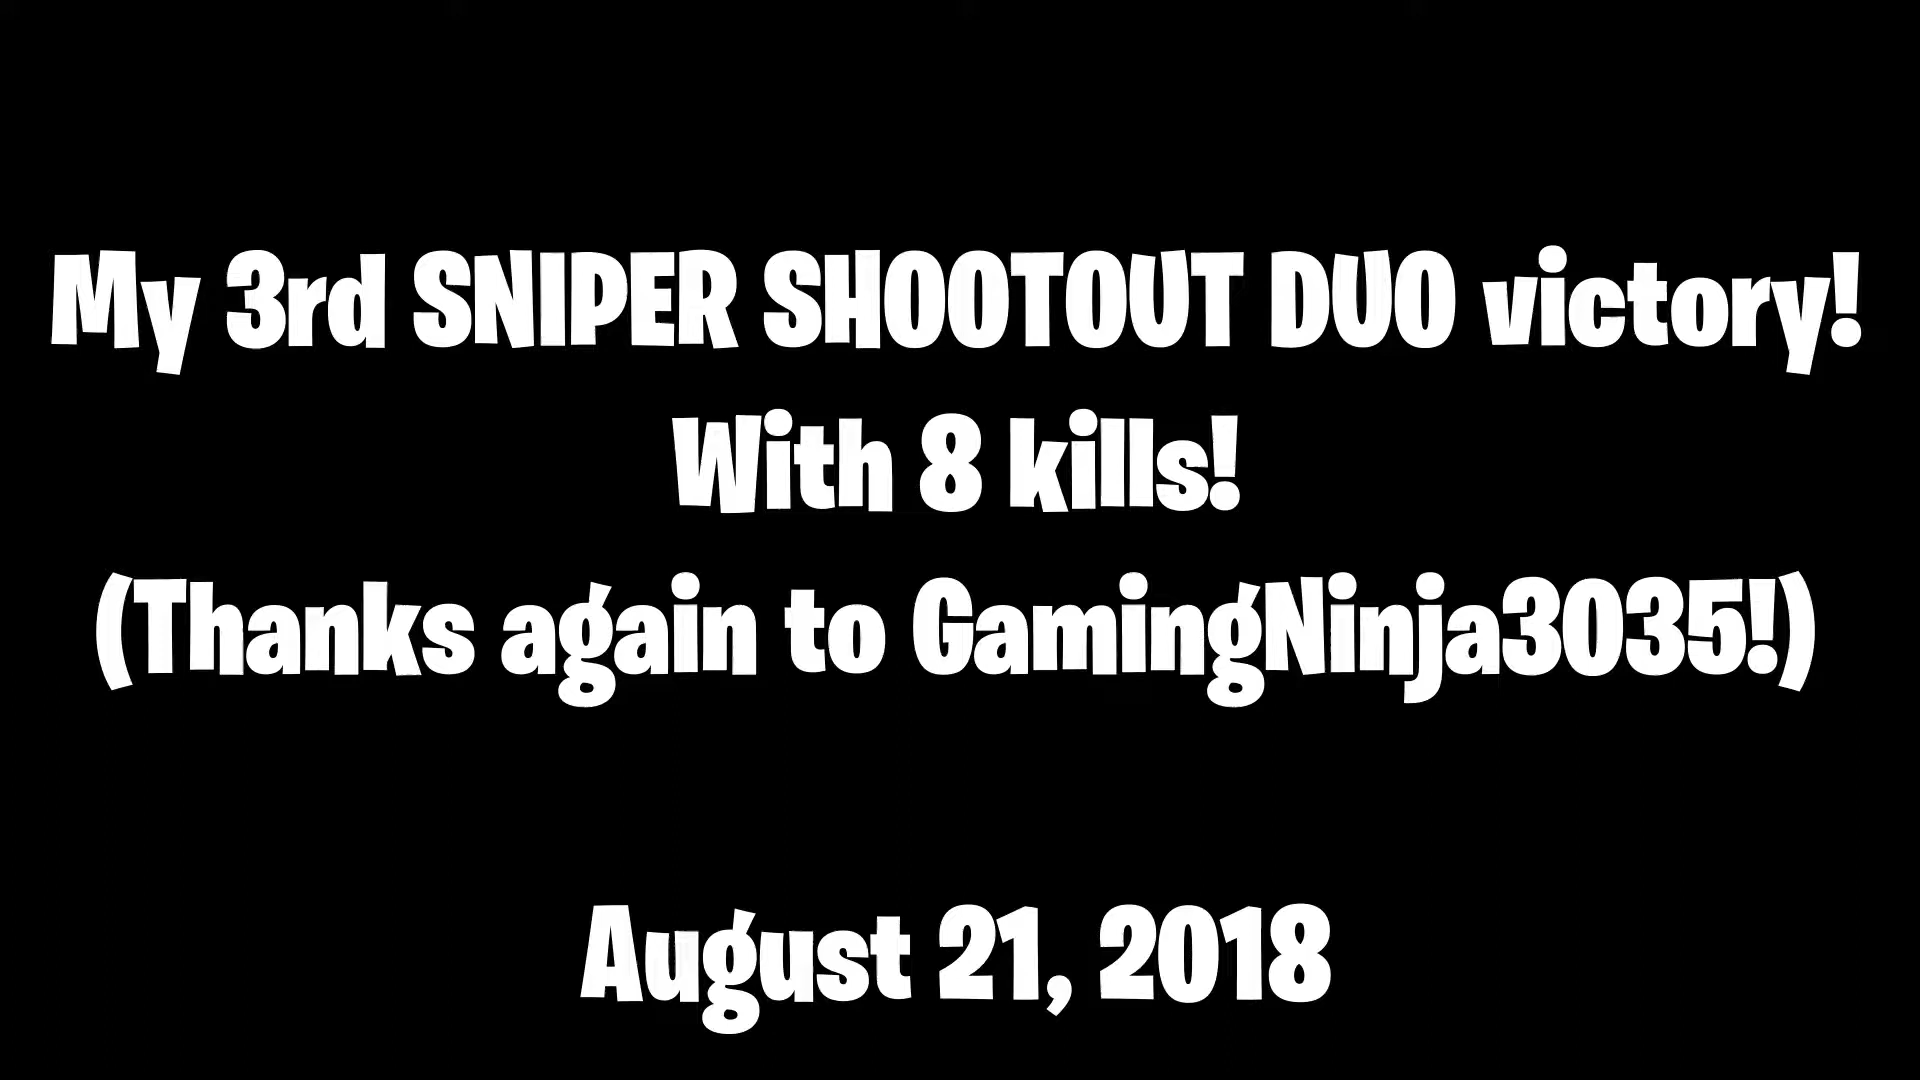 My 3rd SNIPER SHOOTOUT DUO victory!
With 8 kills!
(Thanks again to GamingNinja3035!)
August 21, 2018